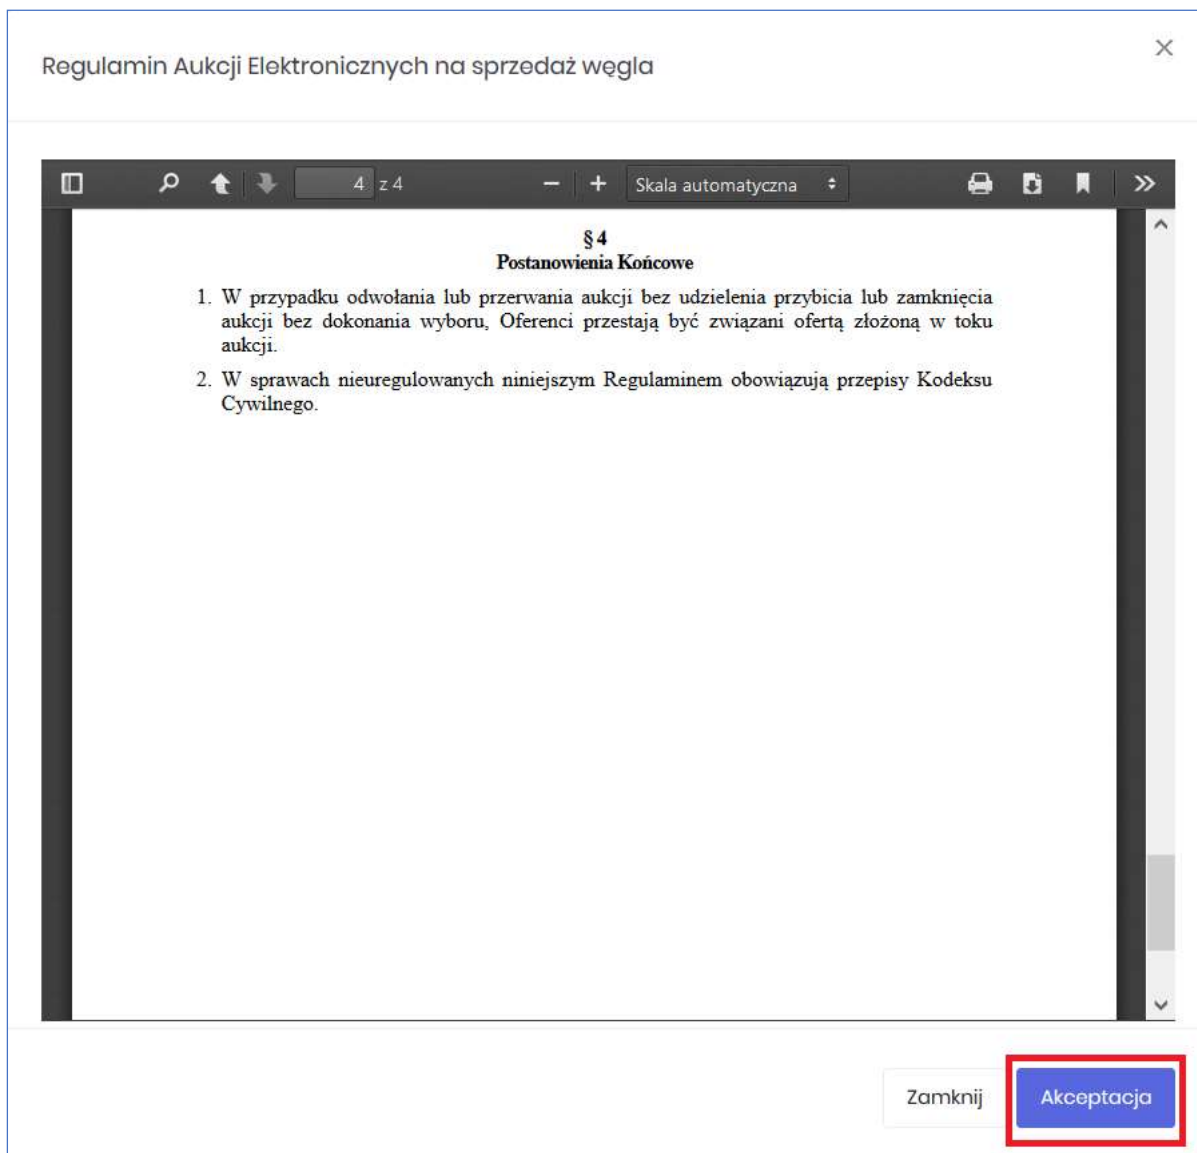 Regulamin Aukcji Elektronicznych na sprzedaż węgla
4 z 4
Skala automatyczna
§ 4
Postanowienia Końcowe
1. W przypadku odwołania lub przerwania aukcji bez udzielenia przybicia lub zamknięcia
aukcji bez dokonania wyboru, Oferenci przestają być związani ofertą złożoną w toku
aukcji.
2. W sprawach nieuregulowanych niniejszym Regulaminem obowiązują przepisy Kodeksu
Cywilnego.
Zamknij
Akceptacja